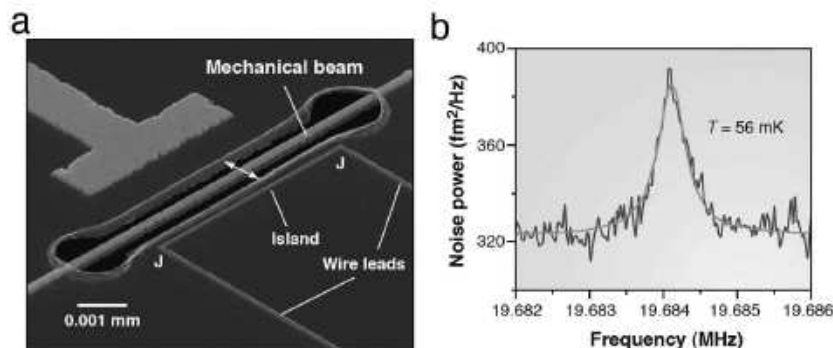 a
Mechanical beam
J
Island
J
Wire leads
0.001 mm
b
400
T = 56 mK
360
320
Noise power (fm²/Hz)
19.682 19.683 19.684 19.685 19.686
Frequency (MHz)